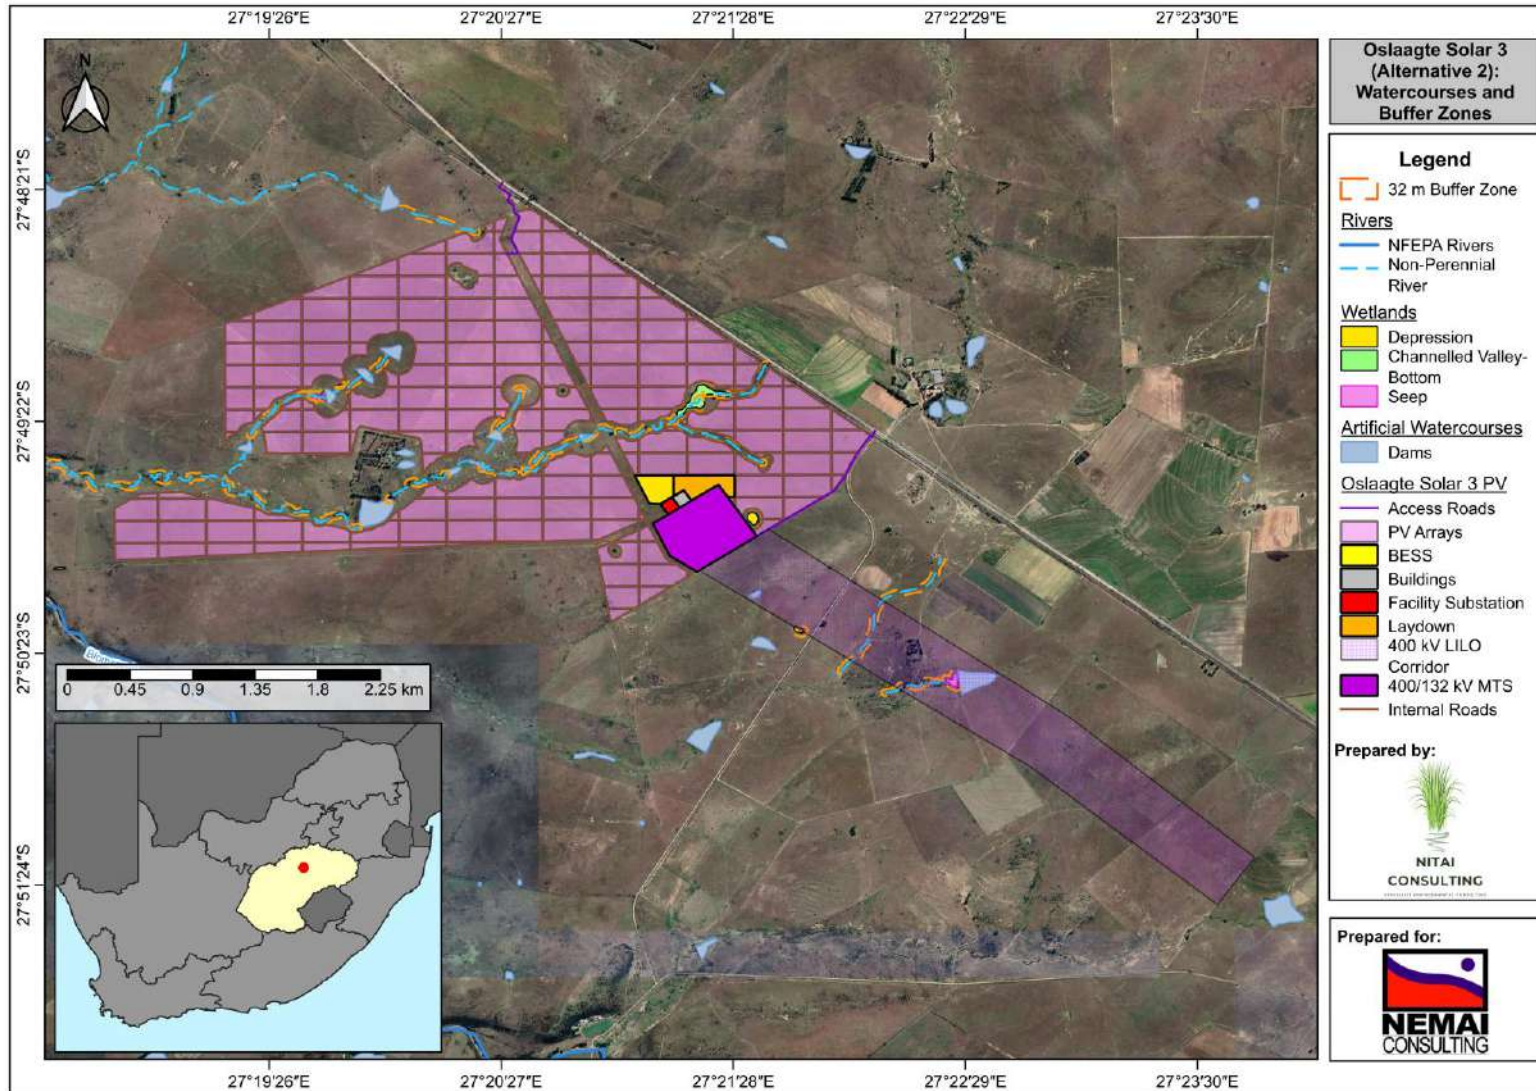 27°19'26"E
27°20'27"E
27°21'28"E
27°22'29"E
27°23'30"E
27°48'21"S
27°49'22"S
27°50'23"S
27°51'24"S
N
0 0.45 0.9 1.35 1.8 2.25 km
Oslaagte Solar 3
(Alternative 2):
Watercourses and
Buffer Zones
Legend
32 m Buffer Zone
Rivers
NFEPA Rivers
Non-Perennial
River
Wetlands
Depression
Channelled Valley-
Bottom
Seep
Artificial Watercourses
Dams
Oslaagte Solar 3 PV
Access Roads
PV Arrays
BESS
Buildings
Facility Substation
Laydown
400 kV LILO
Corridor
400/132 kV MTS
Internal Roads
Prepared by:
NITAI
CONSULTING
Prepared for:
NEMAI
CONSULTING
27°19'26"E
27°20'27"E
27°21'28"E
27°22'29"E
27°23'30"E